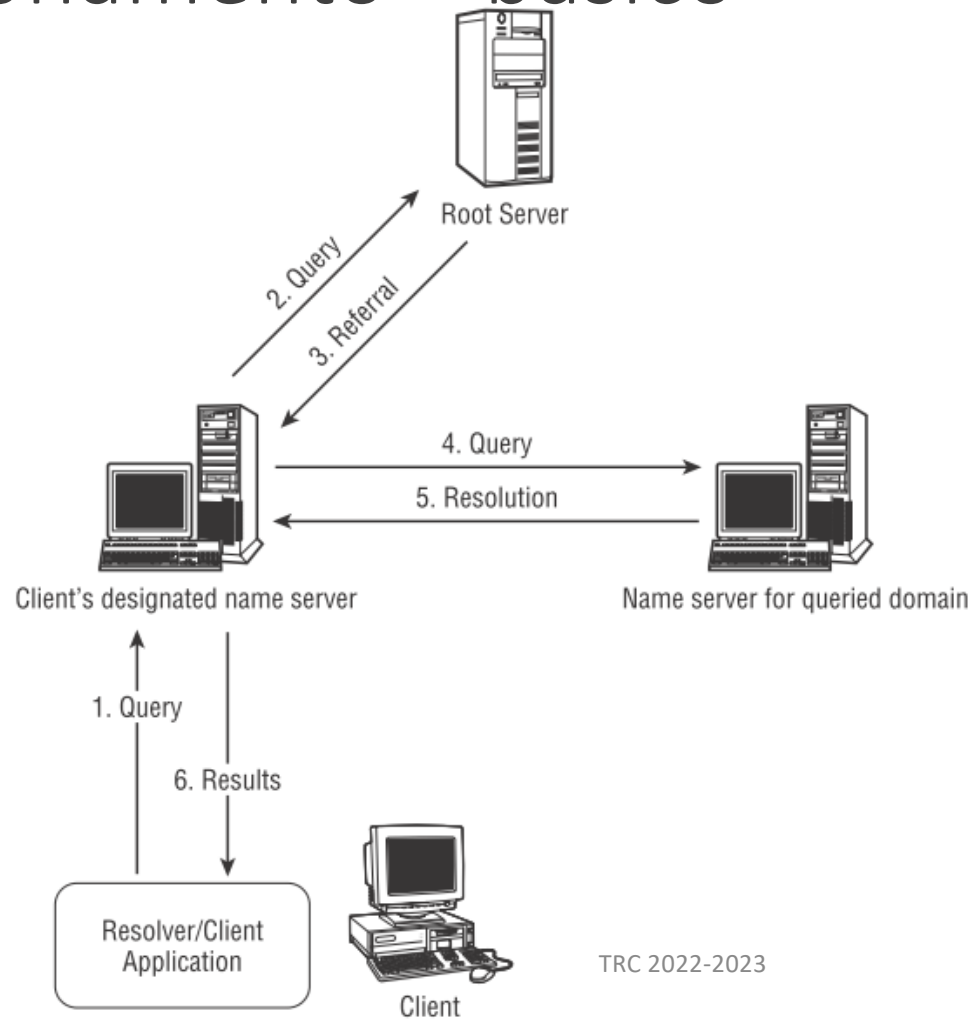 Root Server
2. Query
3. Referral
4. Query
5. Resolution
Client's designated name server
Name server for queried domain
1. Query
6. Results
Resolver/Client
Application
Client
TRC 2022-2023